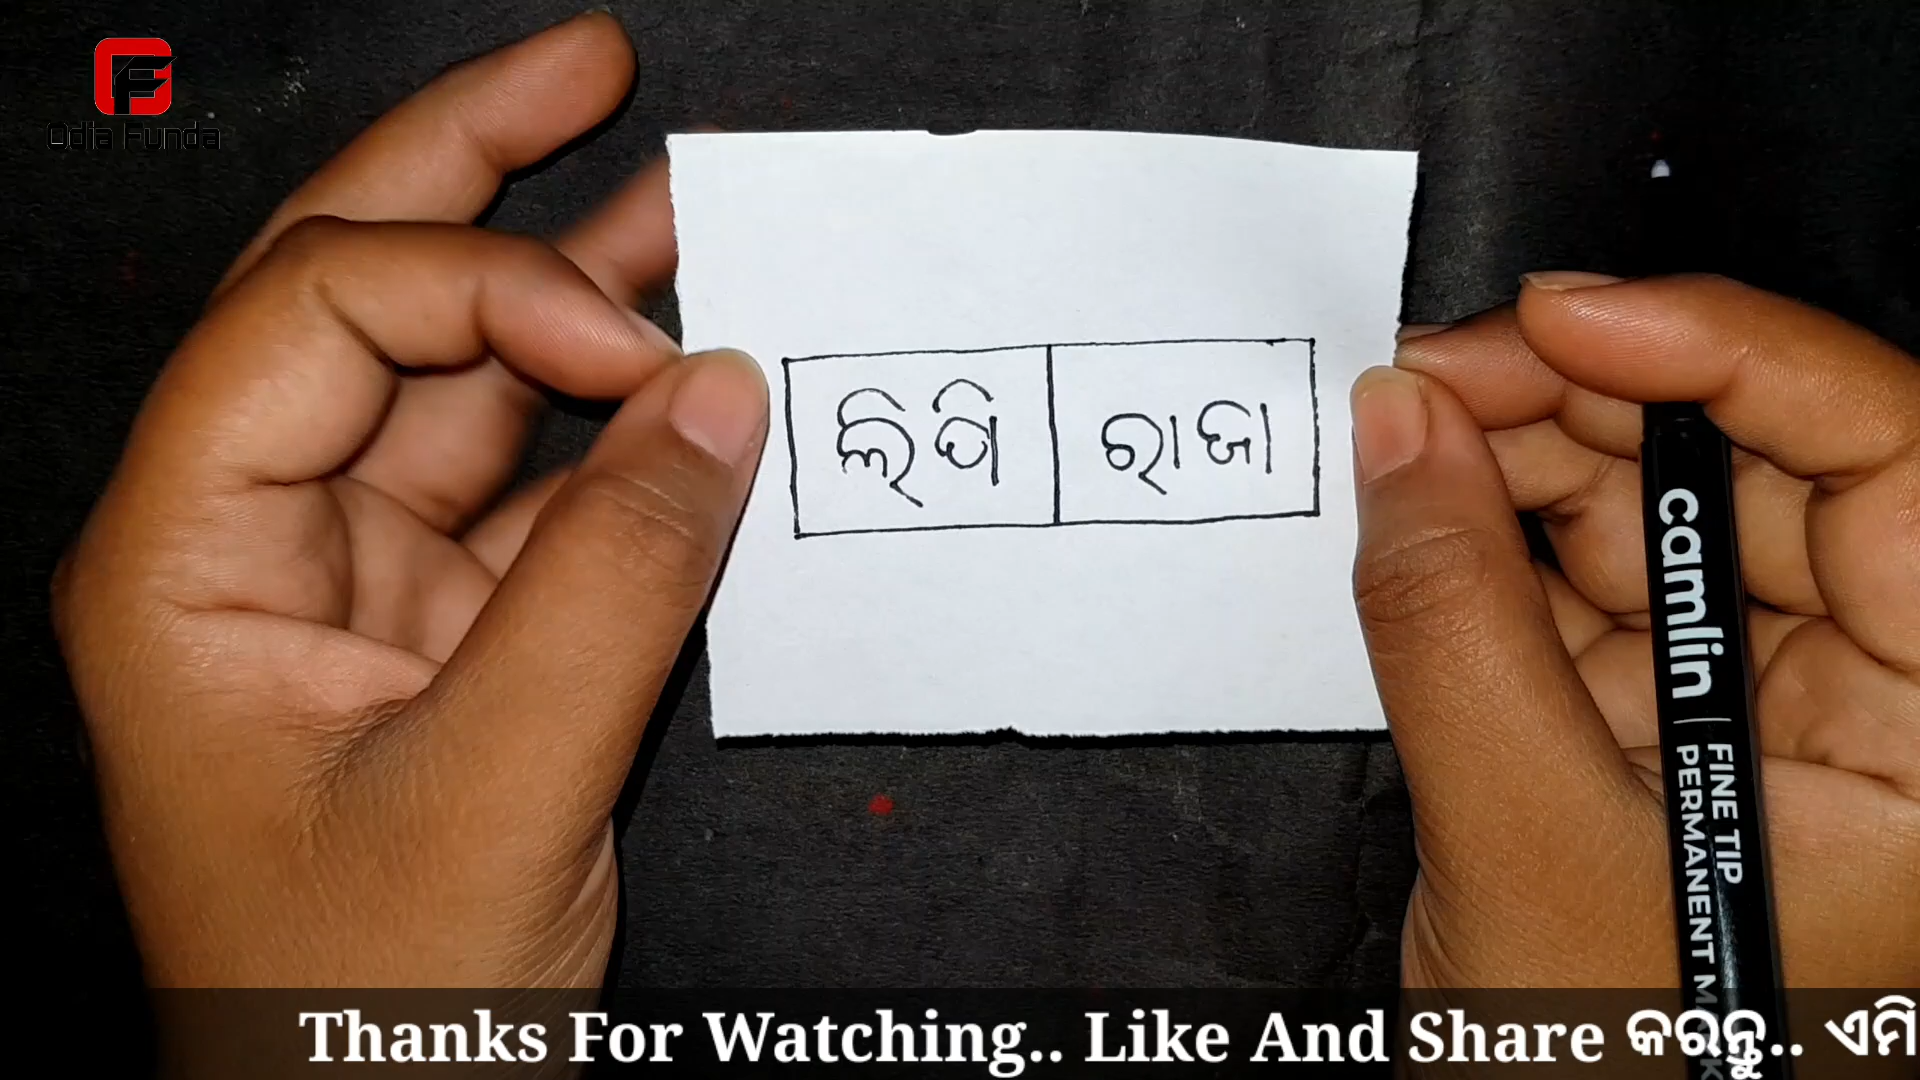 Odia Funda
ଲିପି ରାଜା
camlin | FINE TIP
PERMANENT
Thanks For Watching.. Like And Share କରନ୍ତୁ.. ଏମି